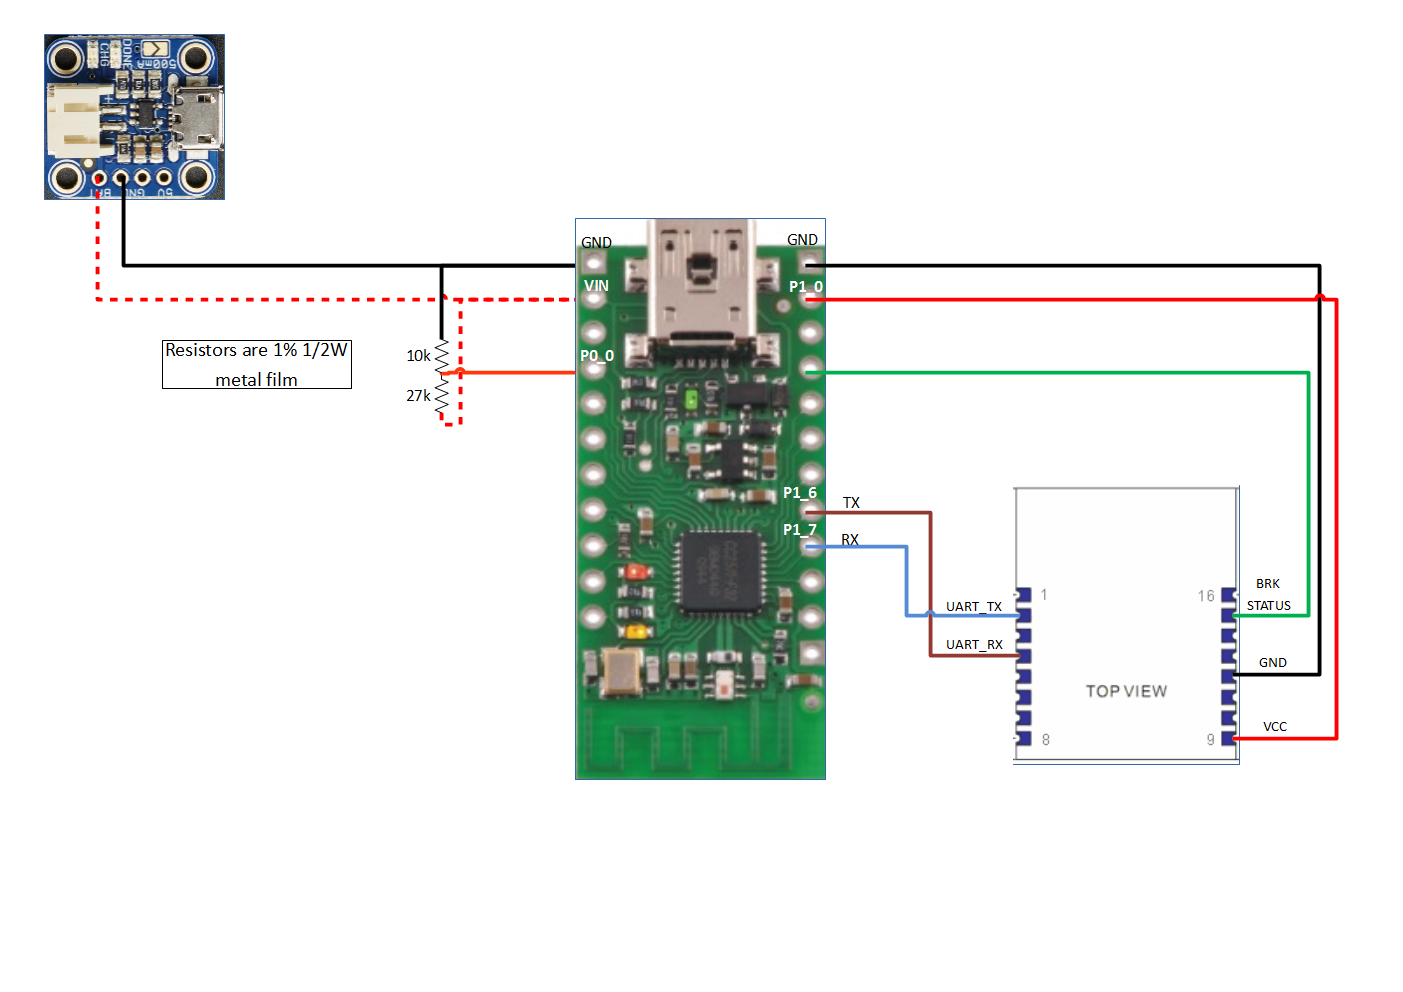 DONE
CHG
500mA
BAT
GND
5V
GND
GND
VIN
P1_0
Resistors are 1% 1/2W
metal film
10k
P0_0
27k
P1_6
TX
P1_7
RX
BRK
1
16
UART_TX
STATUS
UART_RX
GND
TOP VIEW
VCC
8
9